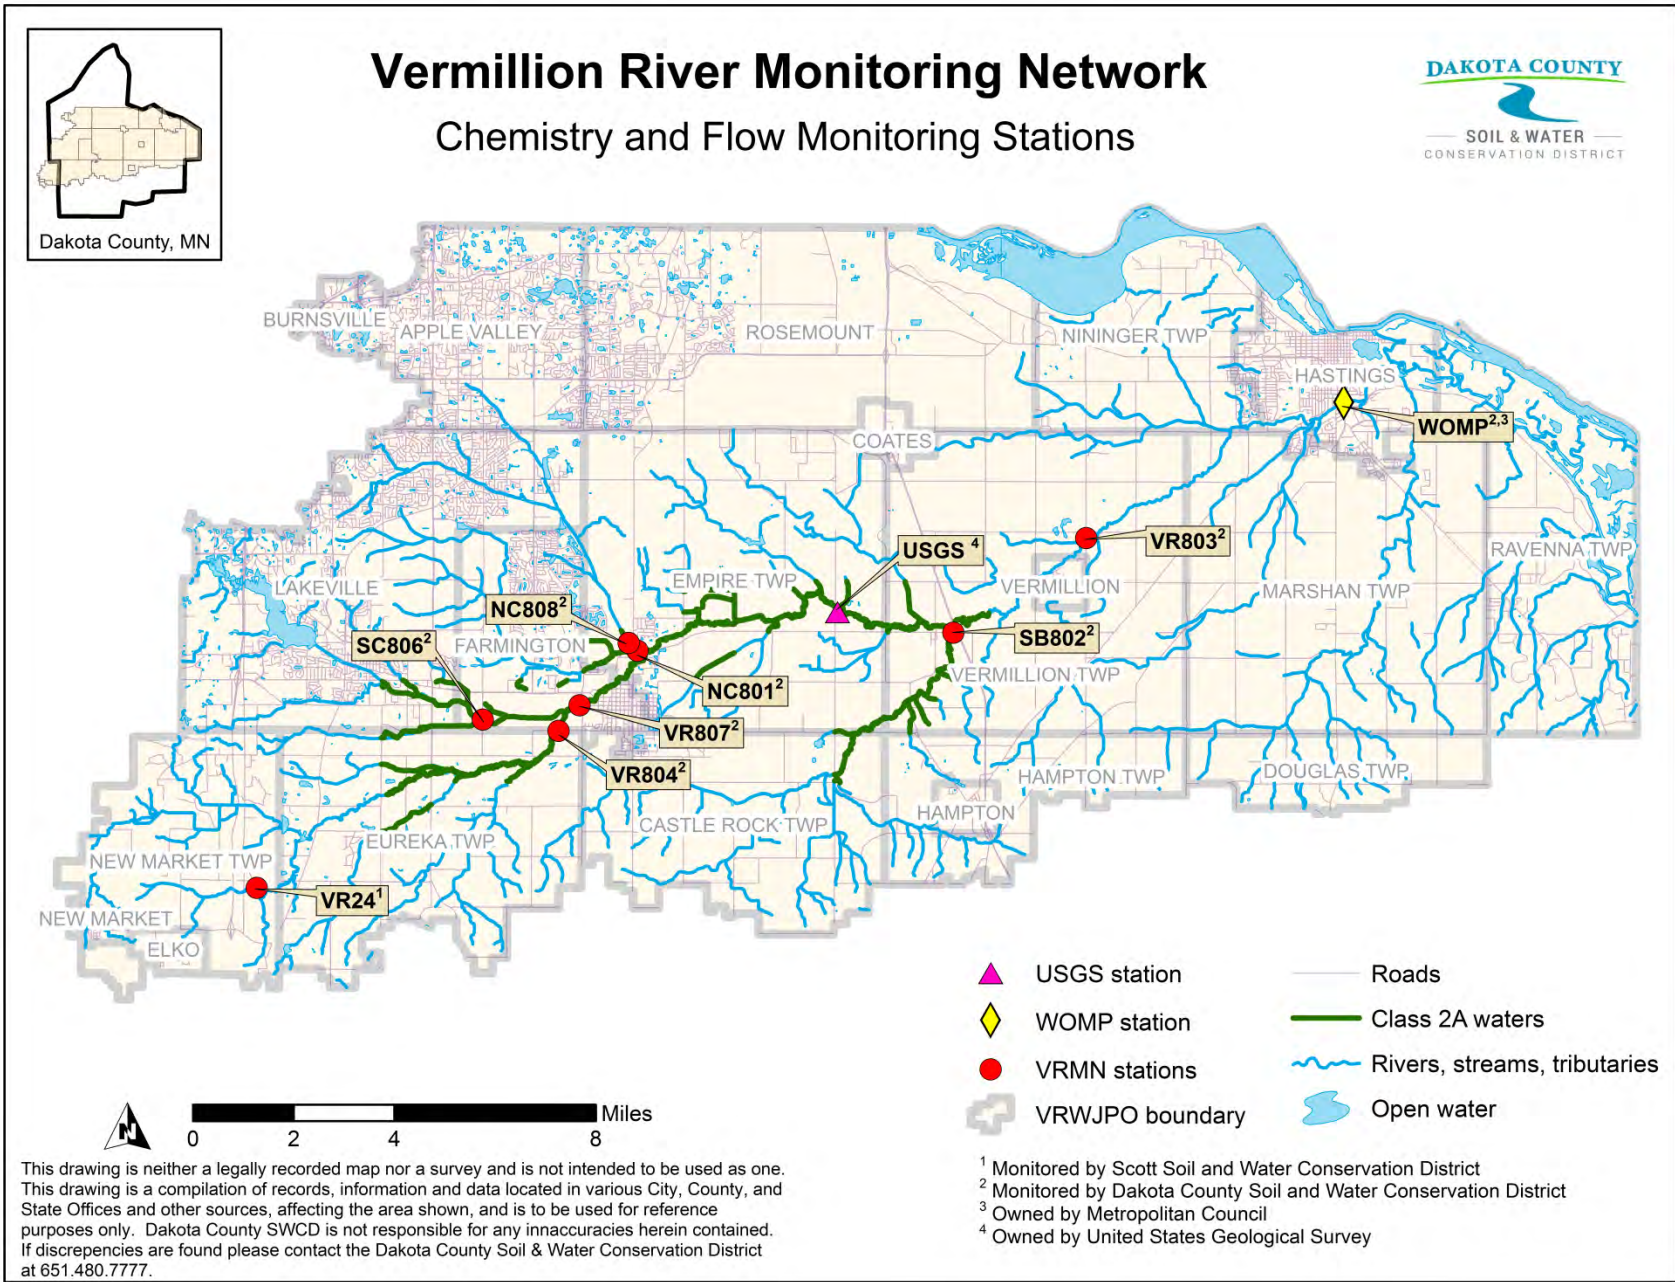 Vermillion River Monitoring Network
Chemistry and Flow Monitoring Stations
DAKOTA COUNTY
SOIL & WATER
CONSERVATION DISTRICT
Dakota County, MN
BURNSVILLE
APPLE VALLEY
ROSEMOUNT
NININGER TWP
HASTINGS
WOMP2,3
COATES
VR8032
USGS 4
RAVENNA TWP
LAKEVILLE
EMPIRE TWP
VERMILLION
MARSHAN TWP
NC8082
SC8062
FARMINGTON
SB8022
VERMILLION TWP
NC8012
VR8072
VR8042
HAMPTON TWP
DOUGLAS TWP
HAMPTON
CASTLE ROCK TWP
EUREKA TWP
NEW MARKET TWP
VR241
NEW MARKET
ELKO
USGS station
WOMP station
VRMN stations
VRWJPO boundary
Roads
Class 2A waters
Rivers, streams, tributaries
Open water
N
Miles
0 2 4 8
This drawing is neither a legally recorded map nor a survey and is not intended to be used as one.
This drawing is a compilation of records, information and data located in various City, County, and
State Offices and other sources, affecting the area shown, and is to be used for reference
purposes only. Dakota County SWCD is not responsible for any innaccuracies herein contained.
If discrepencies are found please contact the Dakota County Soil & Water Conservation District
at 651.480.7777.
1 Monitored by Scott Soil and Water Conservation District
2 Monitored by Dakota County Soil and Water Conservation District
3 Owned by Metropolitan Council
4 Owned by United States Geological Survey